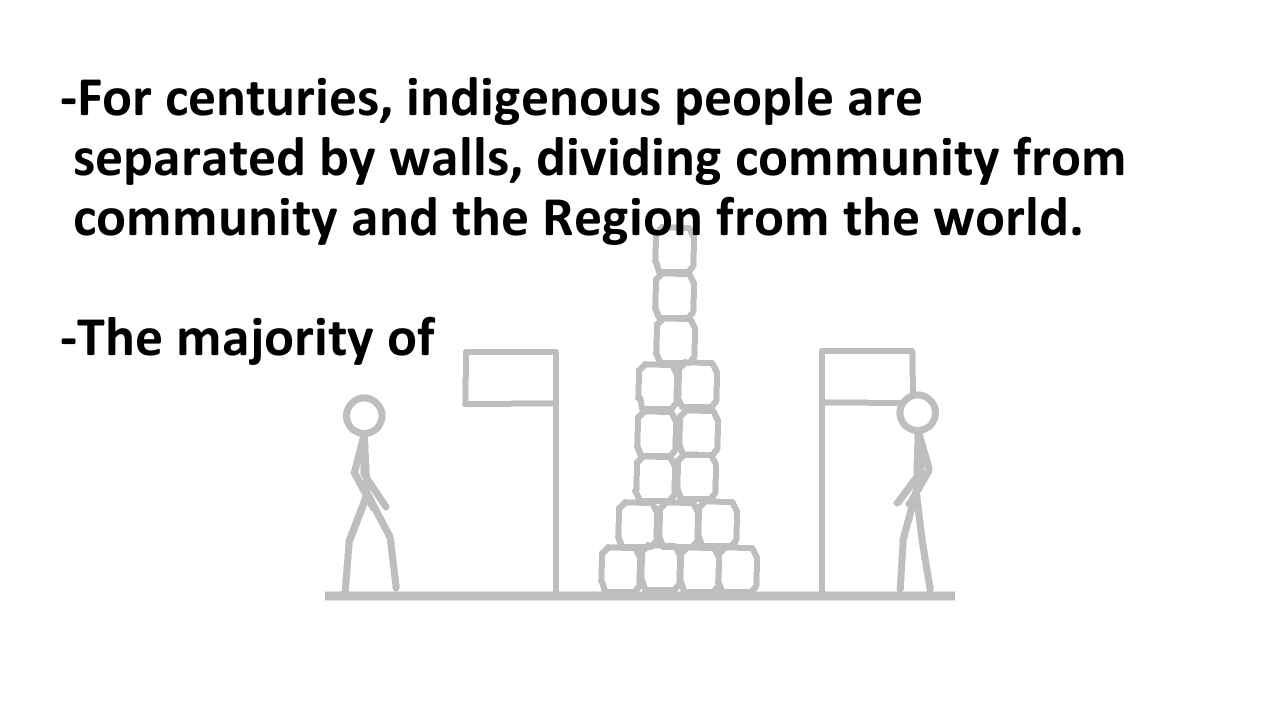 -For centuries, indigenous people are
separated by walls, dividing community from
community and the Region from the world.
-The majority of